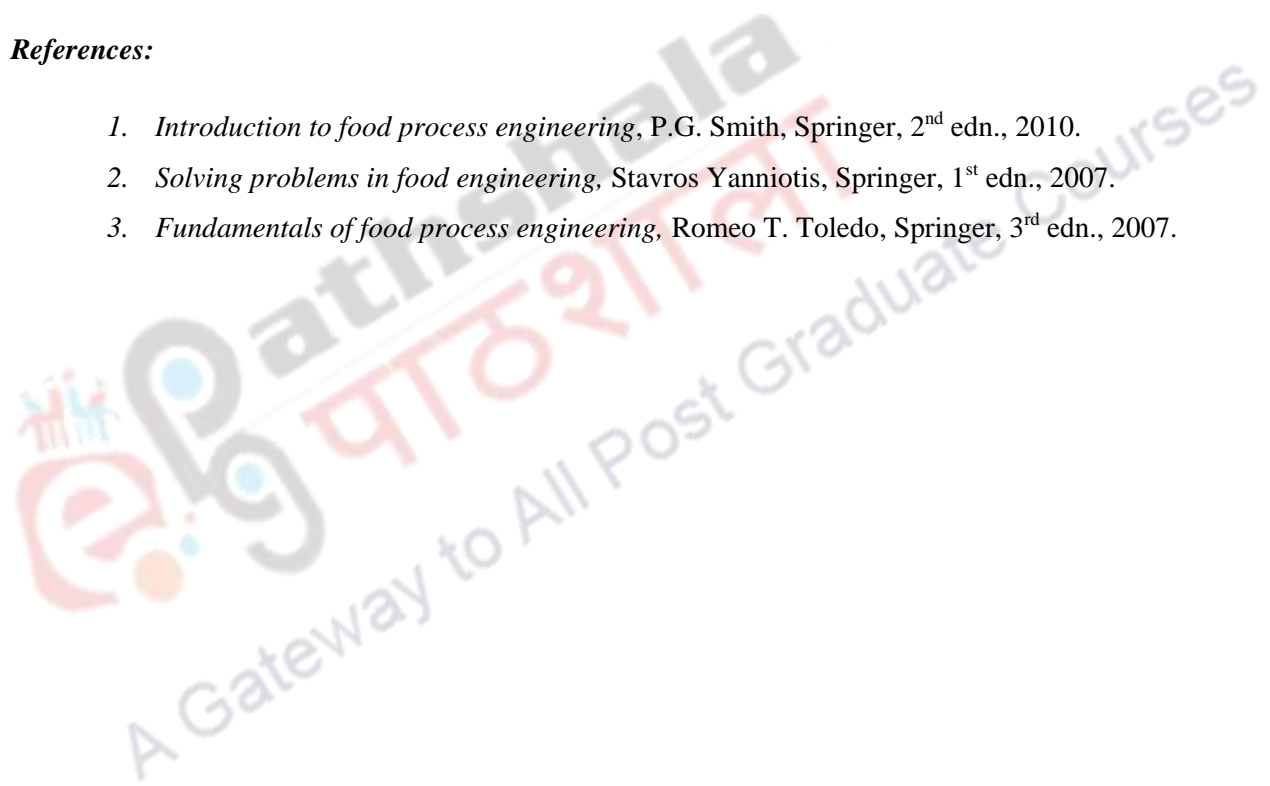 References:
1. Introduction to food process engineering, P.G. Smith, Springer, 2nd edn., 2010.
2. Solving problems in food engineering, Stavros Yanniotis, Springer, 1st edn., 2007.
3. Fundamentals of food process engineering, Romeo T. Toledo, Springer, 3rd edn., 2007.
Pathshala
पाठशाला
A Gateway to All Post Graduate Courses